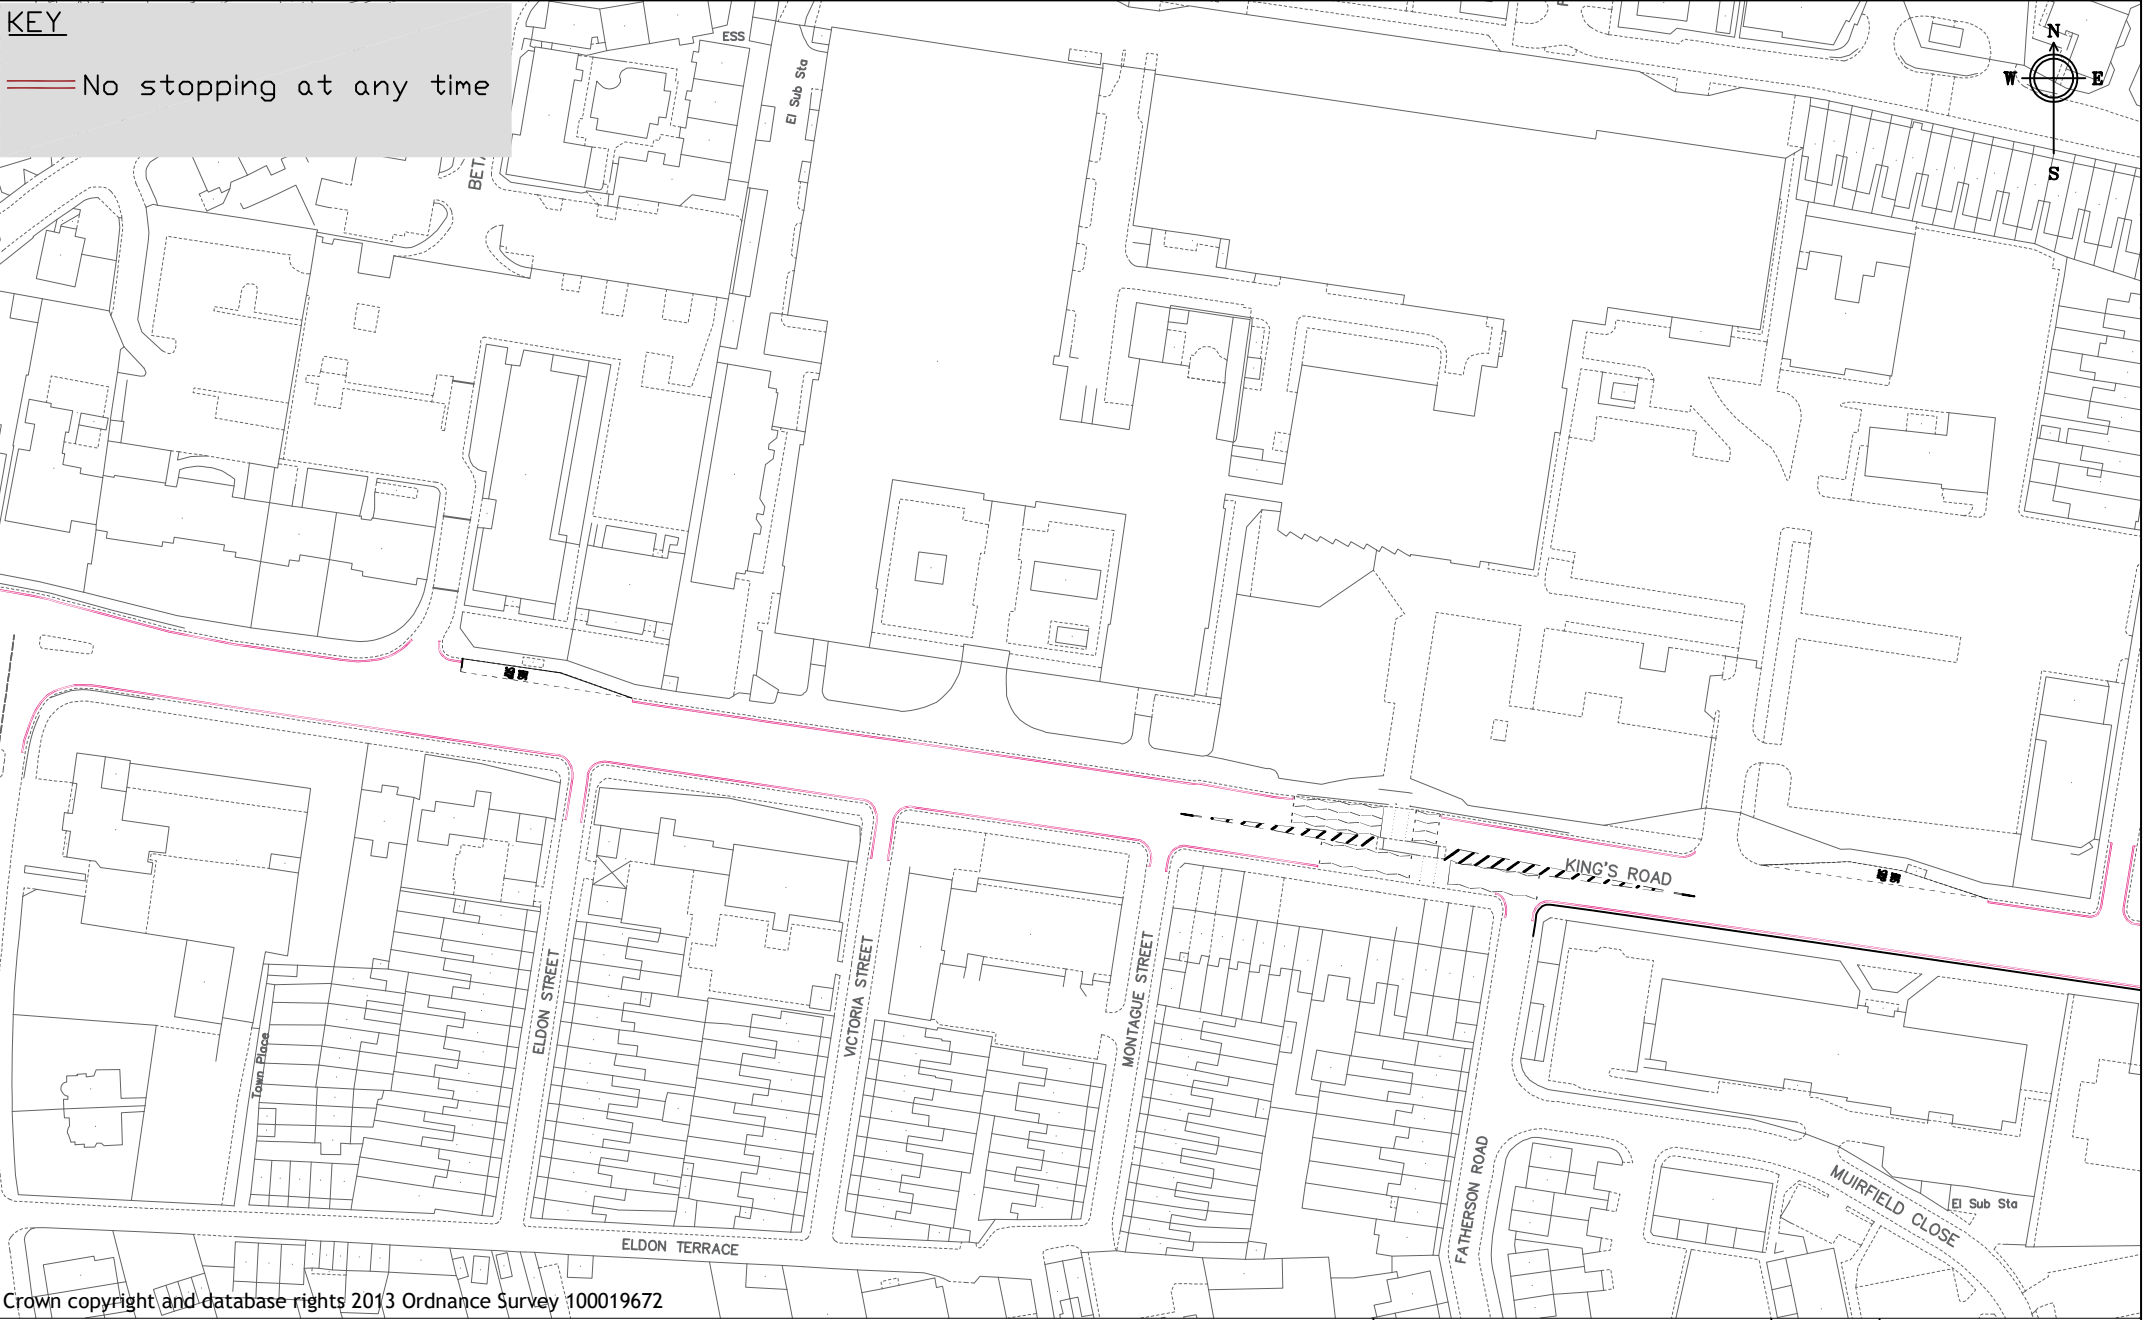 KEY
No stopping at any time
ESS
El Sub Sta
N
W E
S
KING'S ROAD
ELDON STREET
VICTORIA STREET
MONTAGUE STREET
Town Place
FATHERSON ROAD
MUIRFIELD CLOSE
El Sub Sta
ELDON TERRACE
Crown copyright and database rights 2013 Ordnance Survey 100019672